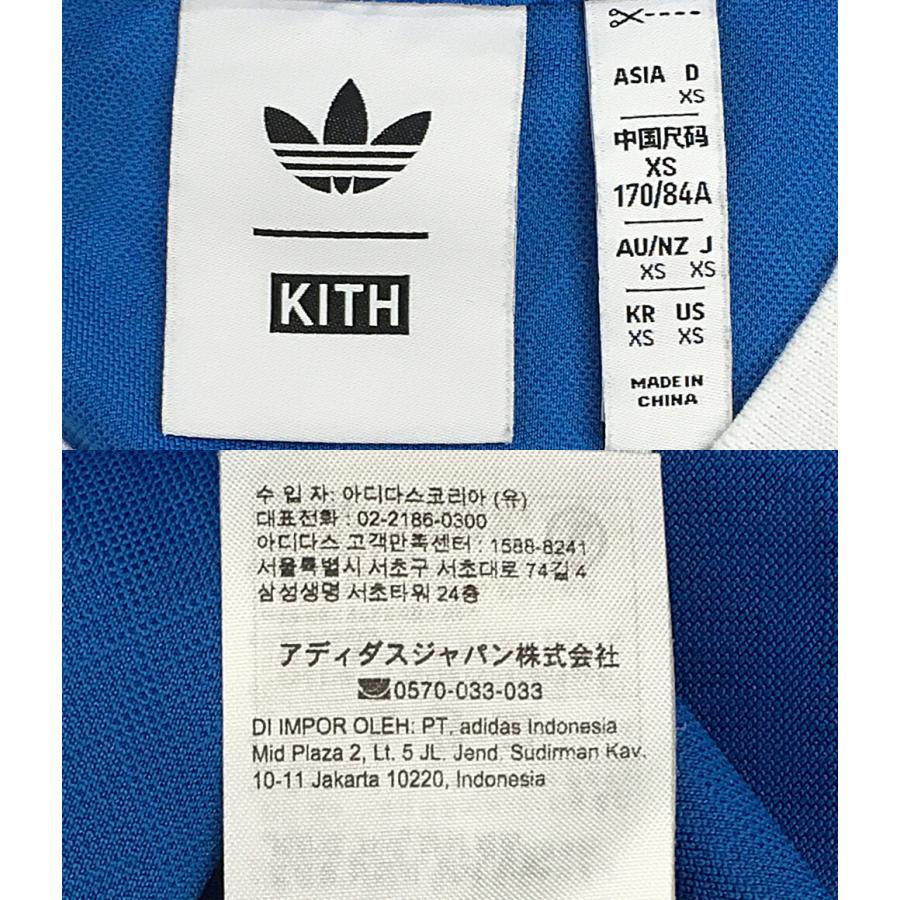 KITH
ASIA D
XS
中国尺码
XS
170/84A
AU/NZ J
XS XS
KR US
XS XS
MADE IN
CHINA
수 입 자: 아디다스코리아 (유)
대표전화 : 02-2186-0300
아디다스 고객만족센터 : 1588-8241
서울특별시 서초구 서초대로 74길 4
삼성생명 서초타워 24층
アディダスジャパン株式会社
0570-033-033
DI IMPOR OLEH: PT. adidas Indonesia
Mid Plaza 2, Lt. 5 JL. Jend. Sudirman Kav.
10-11 Jakarta 10220, Indonesia